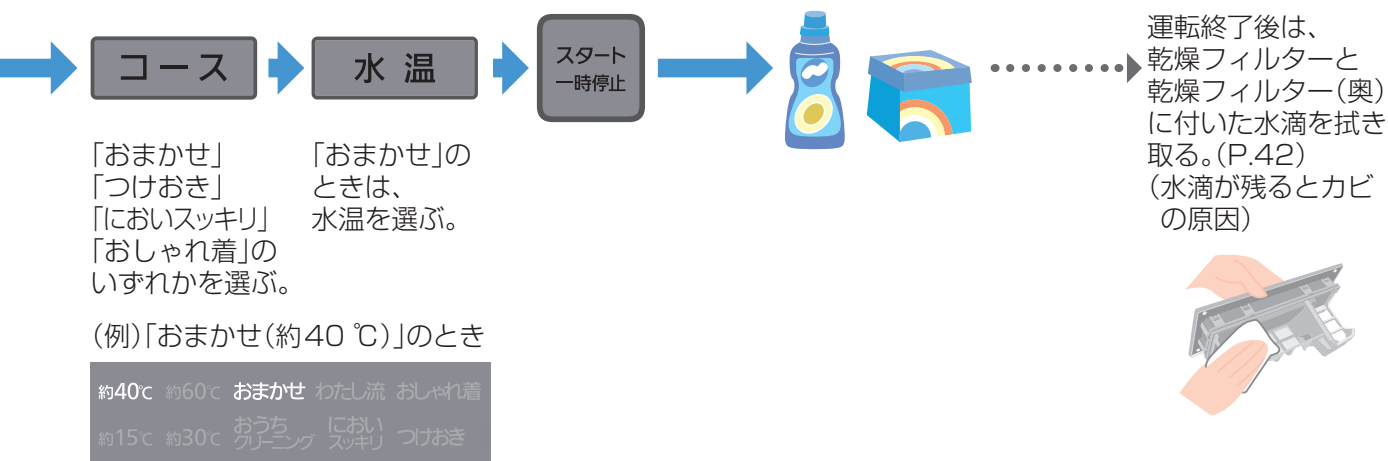 コース
水温
スタート
一時停止
「おまかせ」
「つけおき」
「においスッキリ」
「おしゃれ着」の
いずれかを選ぶ。
「おまかせ」の
ときは、
水温を選ぶ。
(例)「おまかせ(約40 ℃)」のとき
約40℃ 約60℃ おまかせ わたし流 おしゃれ着
約15℃ 約30℃ おうちクリーニング においスッキリ つけおき
運転終了後は、
乾燥フィルターと
乾燥フィルター(奥)
に付いた水滴を拭き
取る。(P.42)
(水滴が残るとカビ
の原因)